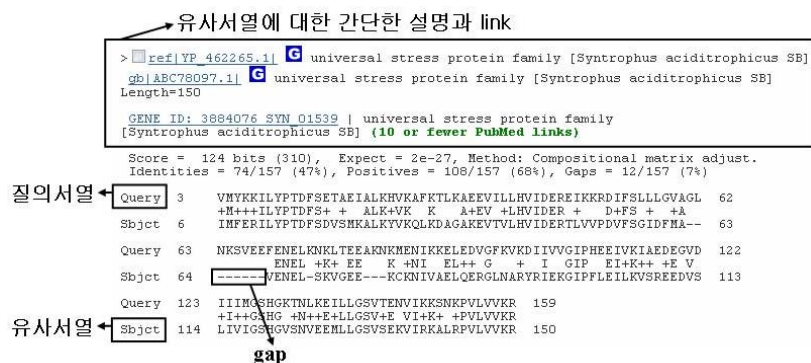 유사서열에 대한 간단한 설명과 link
> ref|YP_462265.1| G universal stress protein family [Syntrophus aciditrophicus SB]
gb|ABC78097.1| G universal stress protein family [Syntrophus aciditrophicus SB]
Length=150
GENE ID: 3884076 SYN_01539 | universal stress protein family
[Syntrophus aciditrophicus SB] (10 or fewer PubMed links)
Score = 124 bits (310), Expect = 2e-27, Method: Compositional matrix adjust.
Identities = 74/157 (47%), Positives = 108/157 (68%), Gaps = 12/157 (7%)
질의서열
Query 3 VMYKKILYPTDFSETAEIALKHVKAFKTLKAEEVILLHVIDEREIKKRDIFSLLLGVAGL 62
+M+++ILYPTDFS+ + ALK+VK K A+EV +LHVIDER + D+FS + +A
Sbjct 6 IMFERILYPTDFSDVSMKALKYVKQLKDAGAKEVTVLHVIDERTLVVPDVFSGIDFMA-- 63
Query 63 NKSVEEFENELKNKLTEEAKNKMENIKKELEDVGFKVKDIIVVGIPHEEIVKIAEDEGVD 122
ENEL +K+ EE K +NI EL++ G + I GIP EI+K++ +E V
Sbjct 64 ------VENEL-SKVGEE---KCKNIVAELQERGLNARYRIEKGIPFLEILKVSREEDVS 113
Query 123 IIIMGSHGKTNLKEILLGSVTENVIKKSNKPVLVVKR 159
+I++GSHG +N++E+LLGSV+E VI+K+ +PVLVVKR
유사서열
Sbjct 114 LIVIGSHGVSNVEEMLLGSVSEKVIRKALRPVLVVKR 150
gap